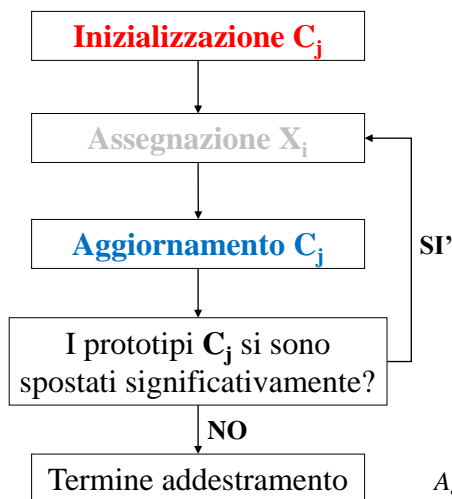 Inizializzazione Cj
Assegnazione Xi
Aggiornamento Cj
SI'
I prototipi Cj si sono
spostati significativamente?
NO
Termine addestramento